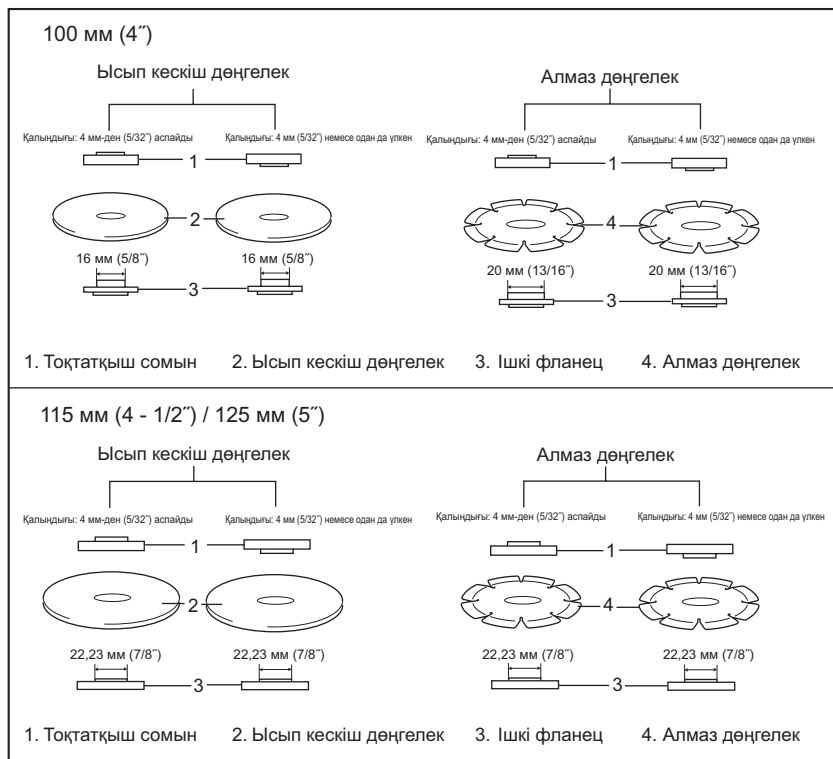 100 мм (4˝)
Ысып кескіш дөңгелек
Алмаз дөңгелек
Қалыңдығы: 4 мм-ден (5/32˝) аспайды
Қалыңдығы: 4 мм (5/32˝) немесе одан да үлкен
Қалыңдығы: 4 мм-ден (5/32˝) аспайды
Қалыңдығы: 4 мм (5/32˝) немесе одан да үлкен
1
1
2
4
16 мм (5/8˝)
16 мм (5/8˝)
20 мм (13/16˝)
20 мм (13/16˝)
3
3
1. Тоқтатқыш сомын
2. Ысып кескіш дөңгелек
3. Ішкі фланец
4. Алмаз дөңгелек
115 мм (4 - 1/2˝) / 125 мм (5˝)
Ысып кескіш дөңгелек
Алмаз дөңгелек
Қалыңдығы: 4 мм-ден (5/32˝) аспайды
Қалыңдығы: 4 мм (5/32˝) немесе одан да үлкен
Қалыңдығы: 4 мм-ден (5/32˝) аспайды
Қалыңдығы: 4 мм (5/32˝) немесе одан да үлкен
1
1
2
4
22,23 мм (7/8˝)
22,23 мм (7/8˝)
22,23 мм (7/8˝)
22,23 мм (7/8˝)
3
3
1. Тоқтатқыш сомын
2. Ысып кескіш дөңгелек
3. Ішкі фланец
4. Алмаз дөңгелек